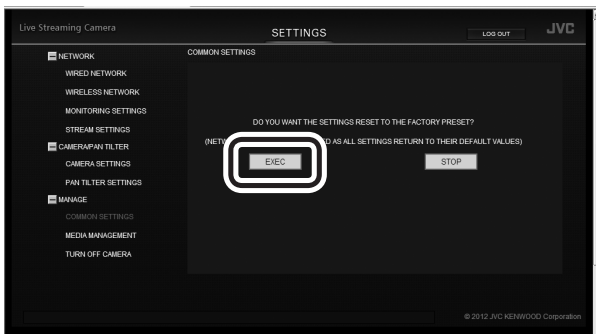 Live Streaming Camera
SETTINGS
LOG OUT
JVC
NETWORK
WIRED NETWORK
WIRELESS NETWORK
MONITORING SETTINGS
STREAM SETTINGS
CAMERA/PAN TILTER
CAMERA SETTINGS
PAN TILTER SETTINGS
MANAGE
COMMON SETTINGS
MEDIA MANAGEMENT
TURN OFF CAMERA
COMMON SETTINGS
DO YOU WANT THE SETTINGS RESET TO THE FACTORY PRESET?
AS ALL SETTINGS RETURN TO THEIR DEFAULT VALUES)
EXEC
STOP
© 2012 JVC KENWOOD Corporation